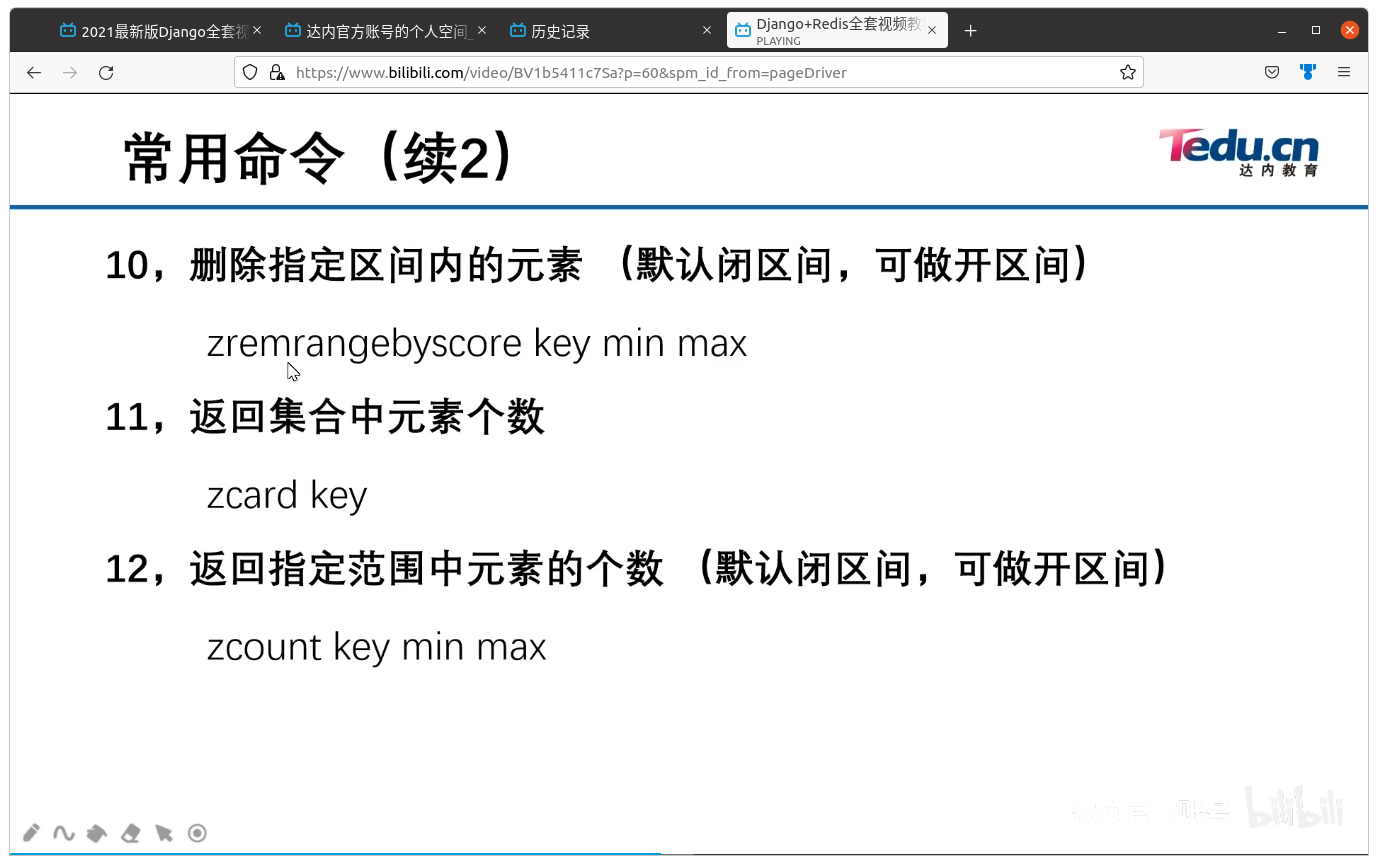 2021最新版Django全套视
达内官方账号的个人空间_
历史记录
Django+Redis全套视频教
PLAYING
https://www.bilibili.com/video/BV1b5411c7Sa?p=60&spm_id_from=pageDriver
常用命令（续2）
Tedu.cn
达内教育
10，删除指定区间内的元素 （默认闭区间，可做开区间）
zremrangebyscore key min max
11，返回集合中元素个数
zcard key
12，返回指定范围中元素的个数 （默认闭区间，可做开区间）
zcount key min max
达内官方账号 bilibili